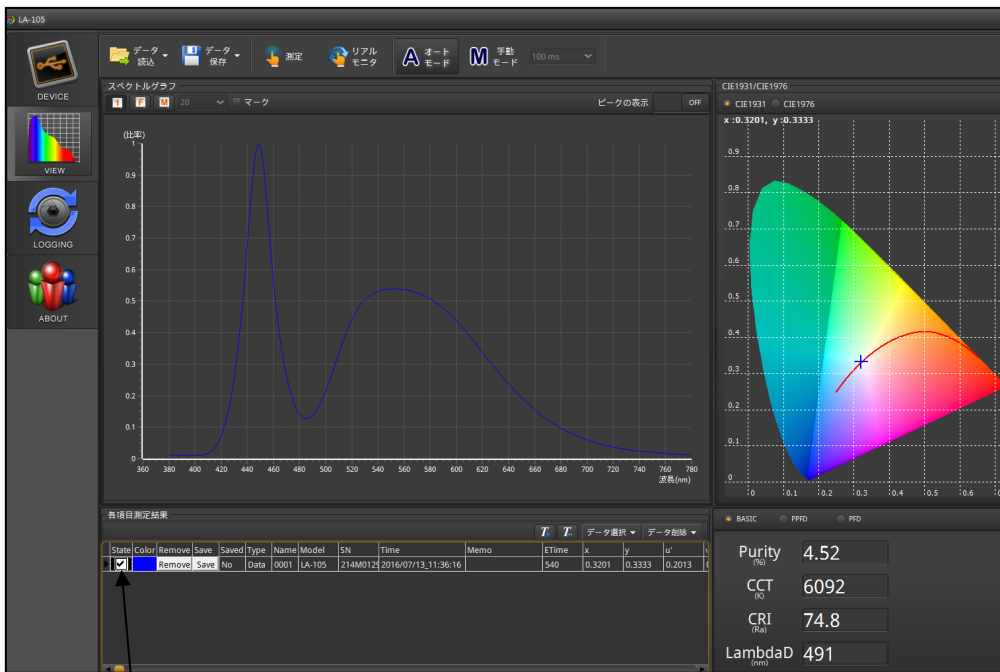 LA-105
DEVICE
VIEW
LOGGING
ABOUT
データ読込 データ保存 測定 リアルモニタ A オートモード M 手動モード 100 ms
スペクトルグラフ
1 F M 20 マーク ピークの表示 OFF
(比率)
1
0.9
0.8
0.7
0.6
0.5
0.4
0.3
0.2
0.1
0
360 380 400 420 440 460 480 500 520 540 560 580 600 620 640 660 680 700 720 740 760 780
波長(nm)
CIE1931/CIE1976
CIE1931 CIE1976
x :0.3201, y :0.3333
0.9
0.8
0.7
0.6
0.5
0.4
0.3
0.2
0.1
0
0 0.1 0.2 0.3 0.4 0.5 0.6
各項目測定結果
T T データ選択 データ削除
State Color Remove Save Saved Type Name Model SN Time Memo ETime x y u'
Remove Save No Data 0001 LA-105 214M0129 2016/07/13_11:36:16 540 0.3201 0.3333 0.2013
BASIC PPFD PFD
Purity (%) 4.52
CCT (K) 6092
CRI (Ra) 74.8
LambdaD (nm) 491